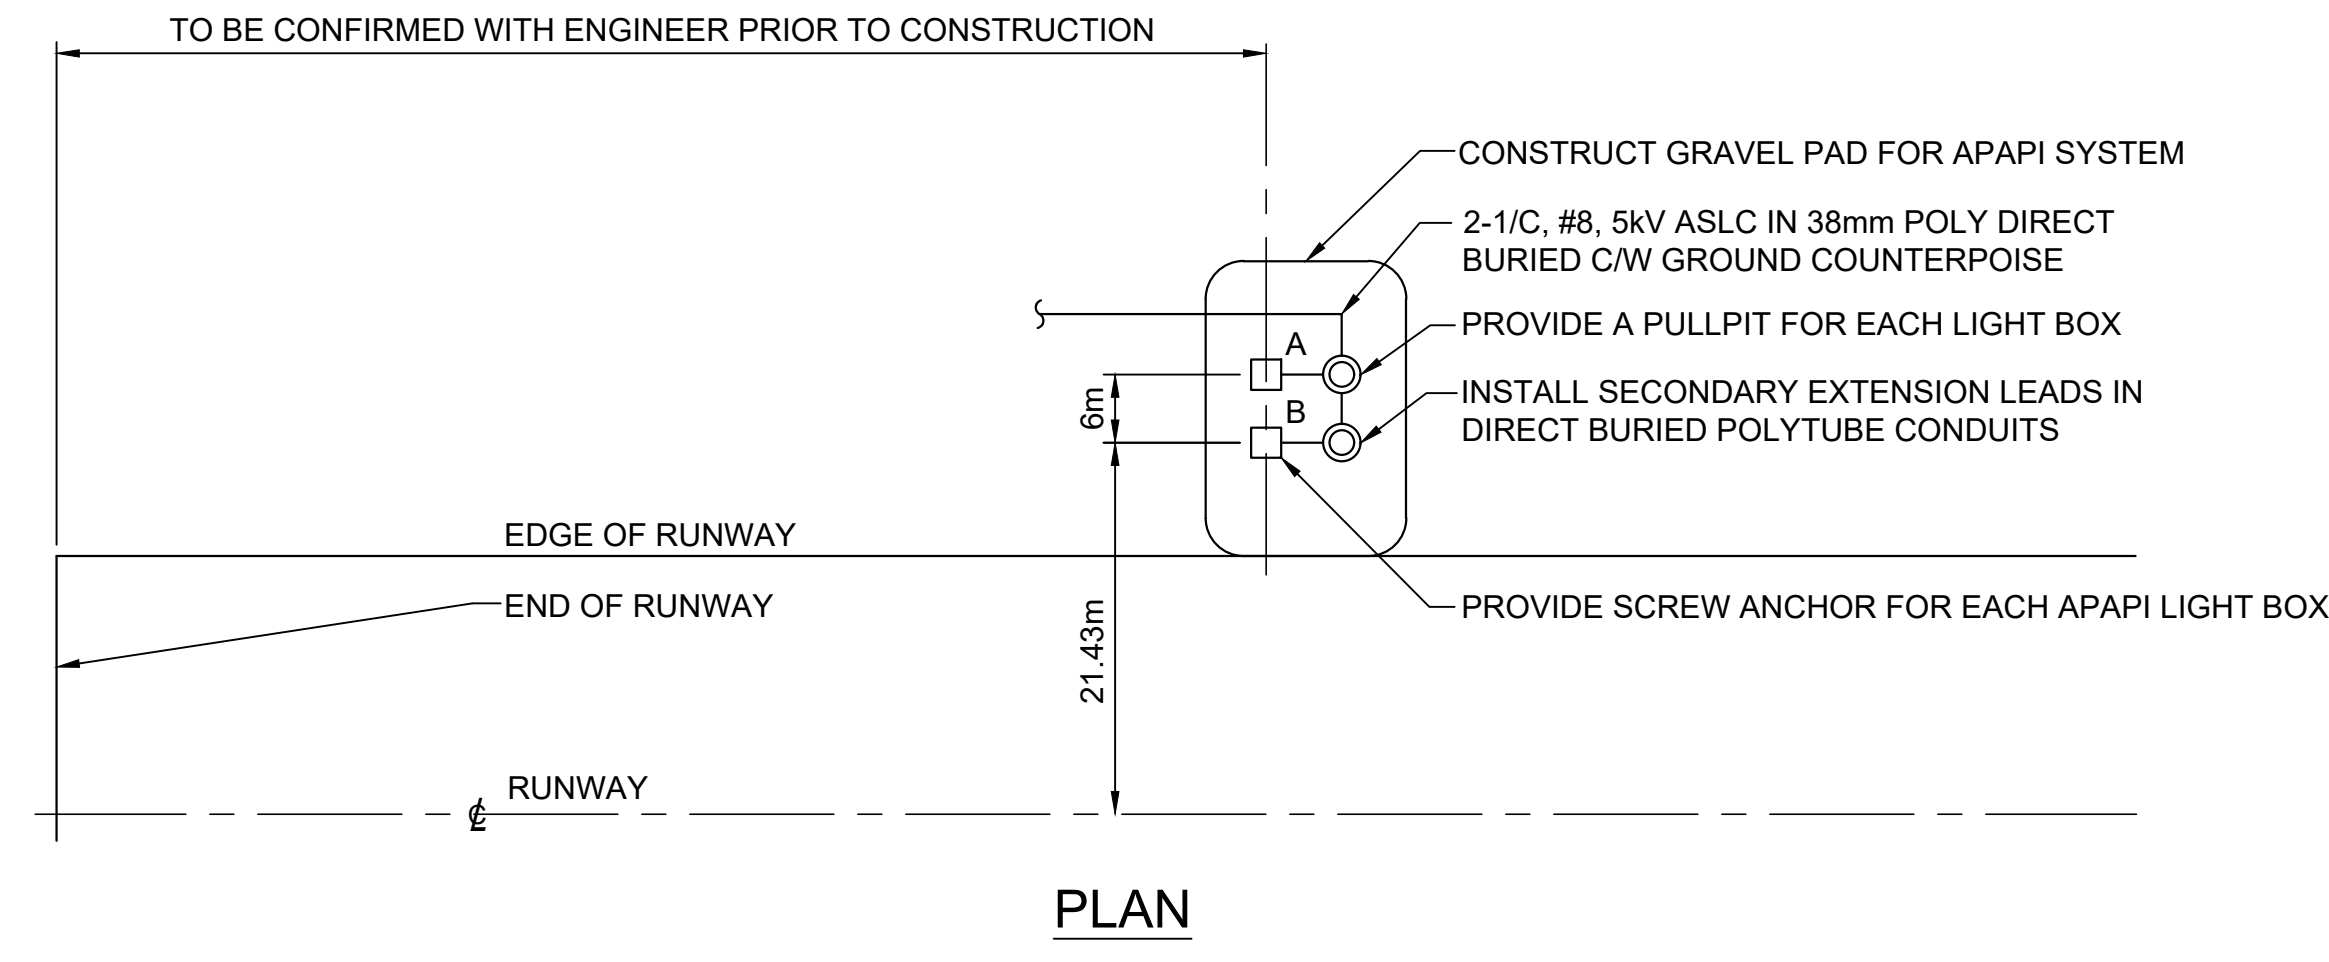 TO BE CONFIRMED WITH ENGINEER PRIOR TO CONSTRUCTION
CONSTRUCT GRAVEL PAD FOR APAPI SYSTEM
2-1/C, #8, 5kV ASLC IN 38mm POLY DIRECT
BURIED C/W GROUND COUNTERPOISE
PROVIDE A PULLPIT FOR EACH LIGHT BOX
A
INSTALL SECONDARY EXTENSION LEADS IN
DIRECT BURIED POLYTUBE CONDUITS
B
6m
EDGE OF RUNWAY
END OF RUNWAY
PROVIDE SCREW ANCHOR FOR EACH APAPI LIGHT BOX
21.43m
RUNWAY
℄
PLAN